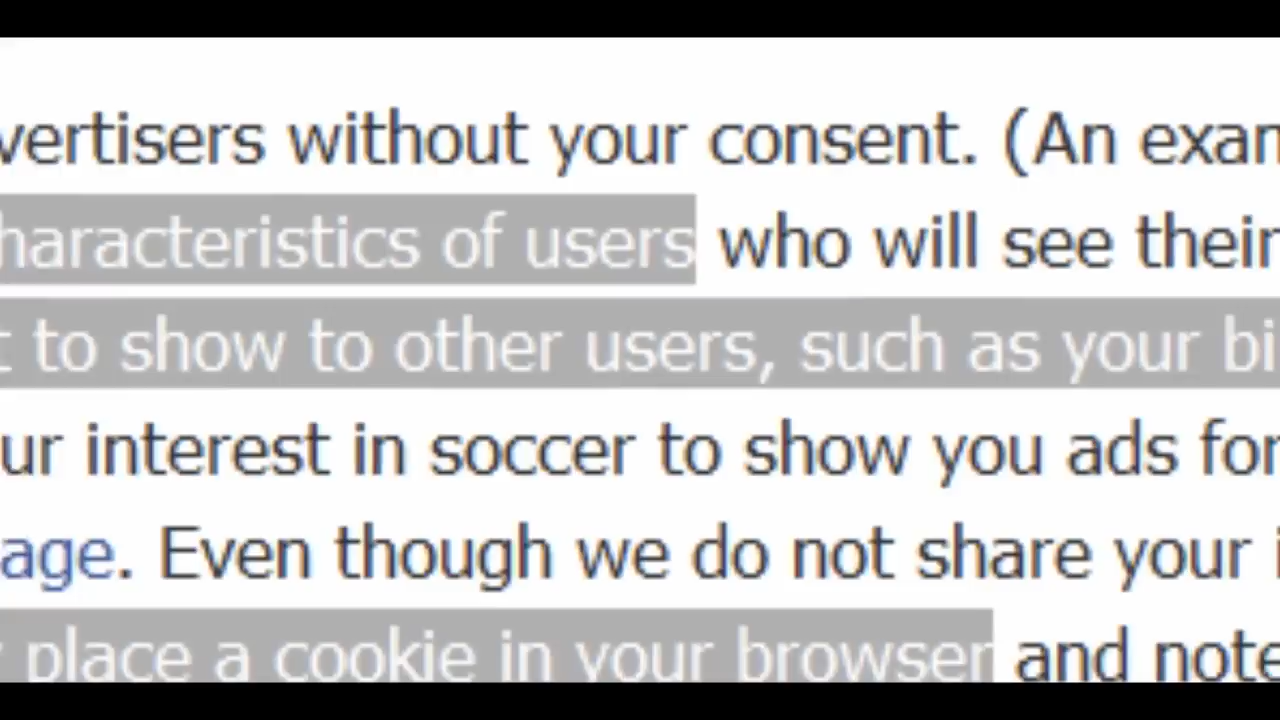 vertisers without your consent. (An exam
haracteristics of users who will see their
t to show to other users, such as your bi
ur interest in soccer to show you ads for
age. Even though we do not share your i
y place a cookie in your browser and note